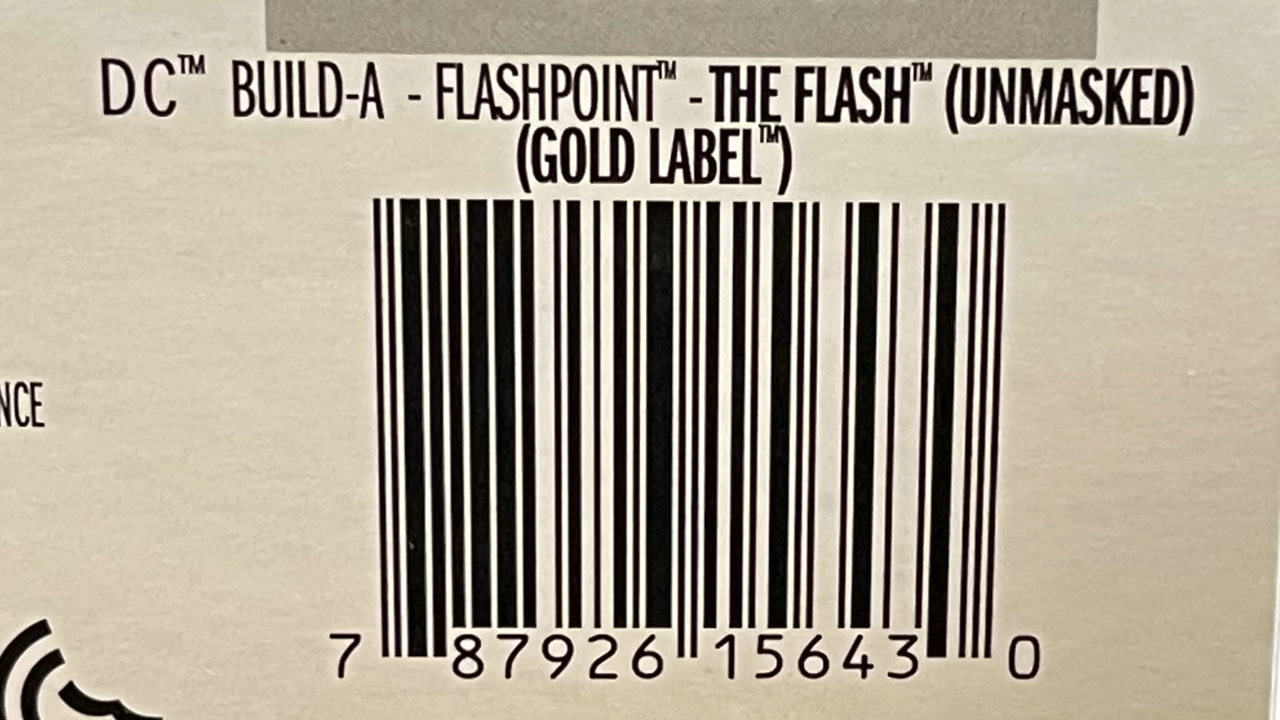 DC™ BUILD-A - FLASHPOINT™ - THE FLASH™ (UNMASKED)
(GOLD LABEL™)
NCE
7 87926 15643 0